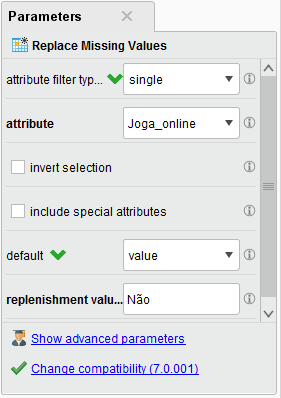 Parameters
Replace Missing Values
attribute filter typ... single
attribute Joga_online
invert selection
include special attributes
default value
replenishment valu... Não
Show advanced parameters
Change compatibility (7.0.001)